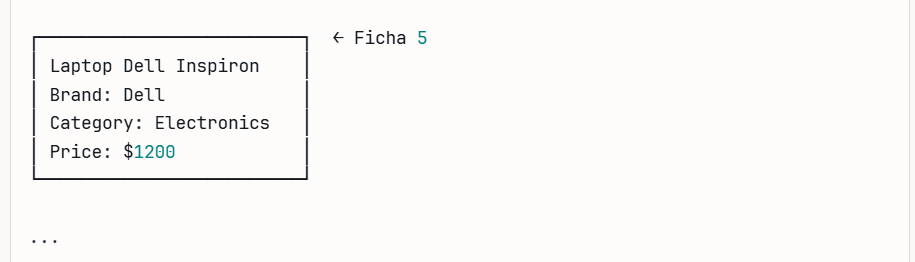 ← Ficha 5
Laptop Dell Inspiron
Brand: Dell
Category: Electronics
Price: $1200
...